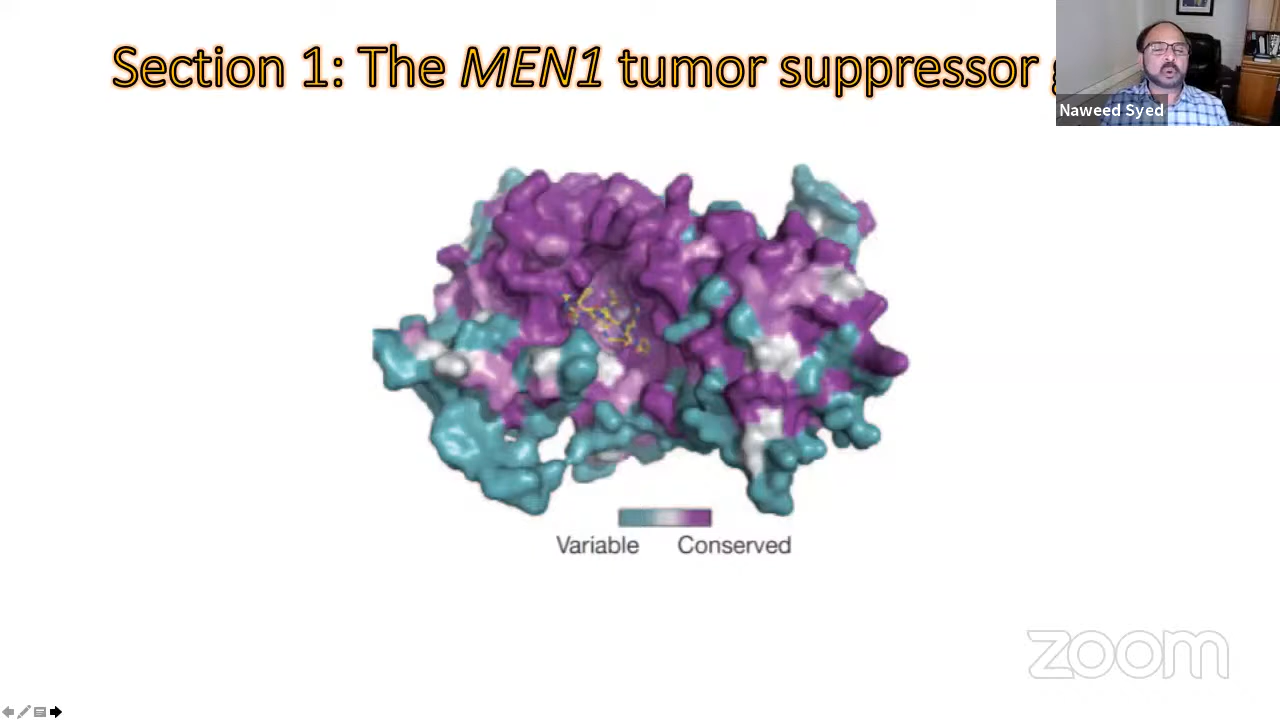 Section 1: The MEN1 tumor suppressor
Naweed Syed
Variable Conserved
zoom